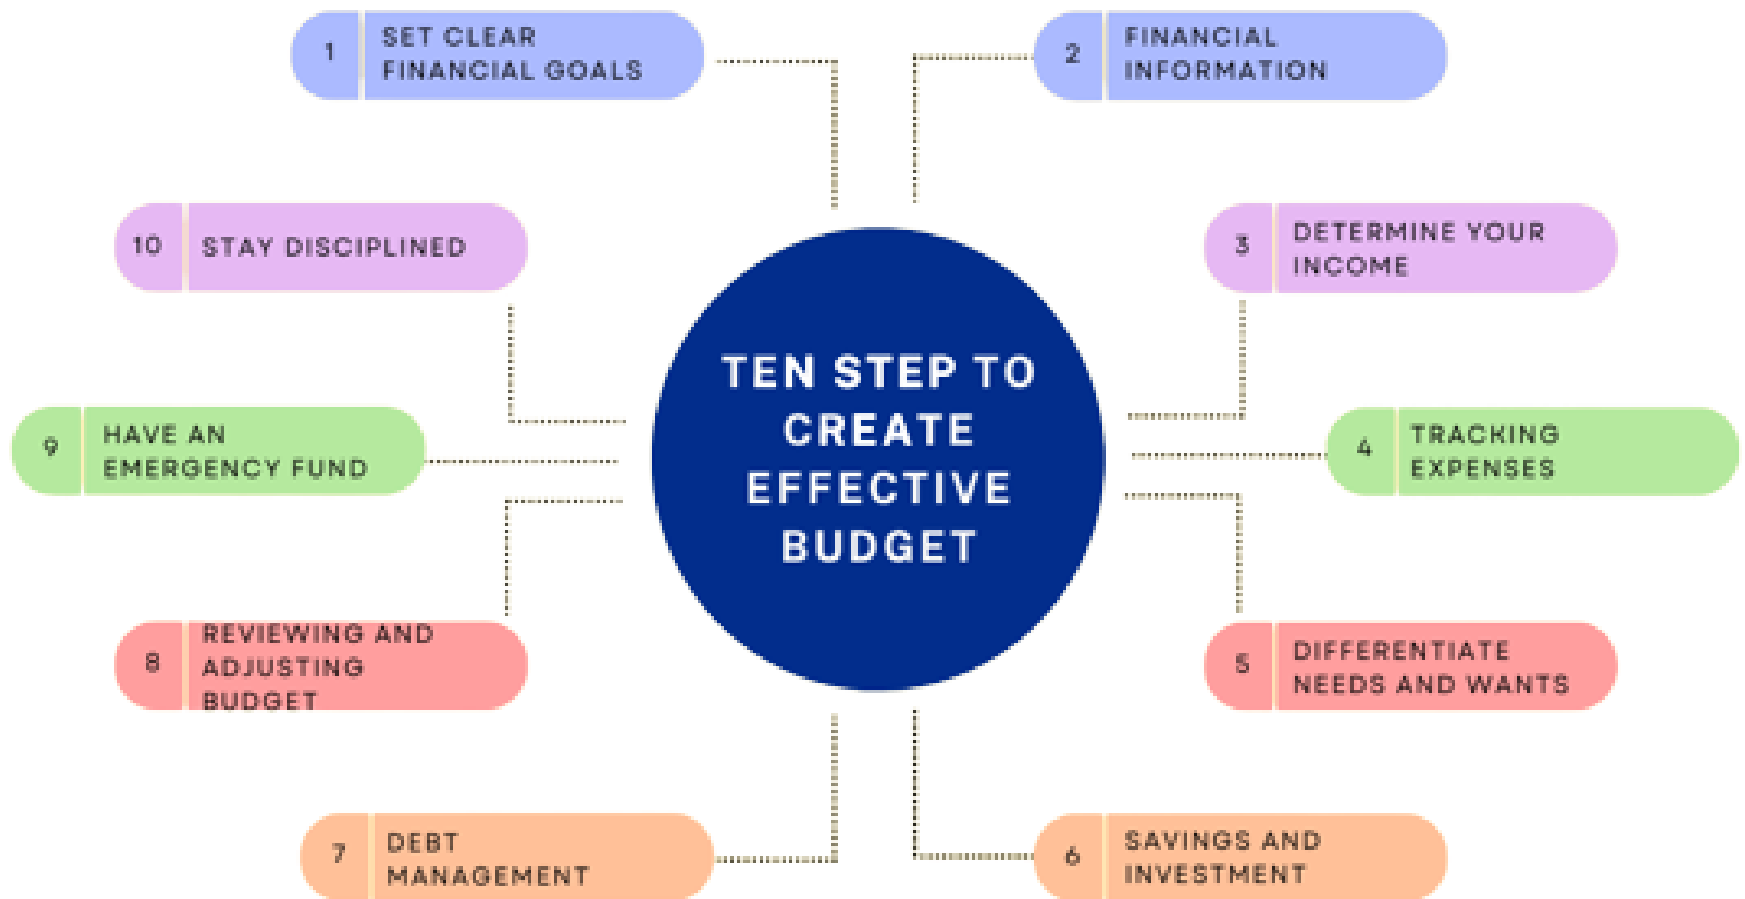 TEN STEP TO
CREATE
EFFECTIVE
BUDGET
1
SET CLEAR
FINANCIAL GOALS
2
FINANCIAL
INFORMATION
3
DETERMINE YOUR
INCOME
4
TRACKING
EXPENSES
5
DIFFERENTIATE
NEEDS AND WANTS
6
SAVINGS AND
INVESTMENT
7
DEBT
MANAGEMENT
8
REVIEWING AND
ADJUSTING
BUDGET
9
HAVE AN
EMERGENCY FUND
10
STAY DISCIPLINED